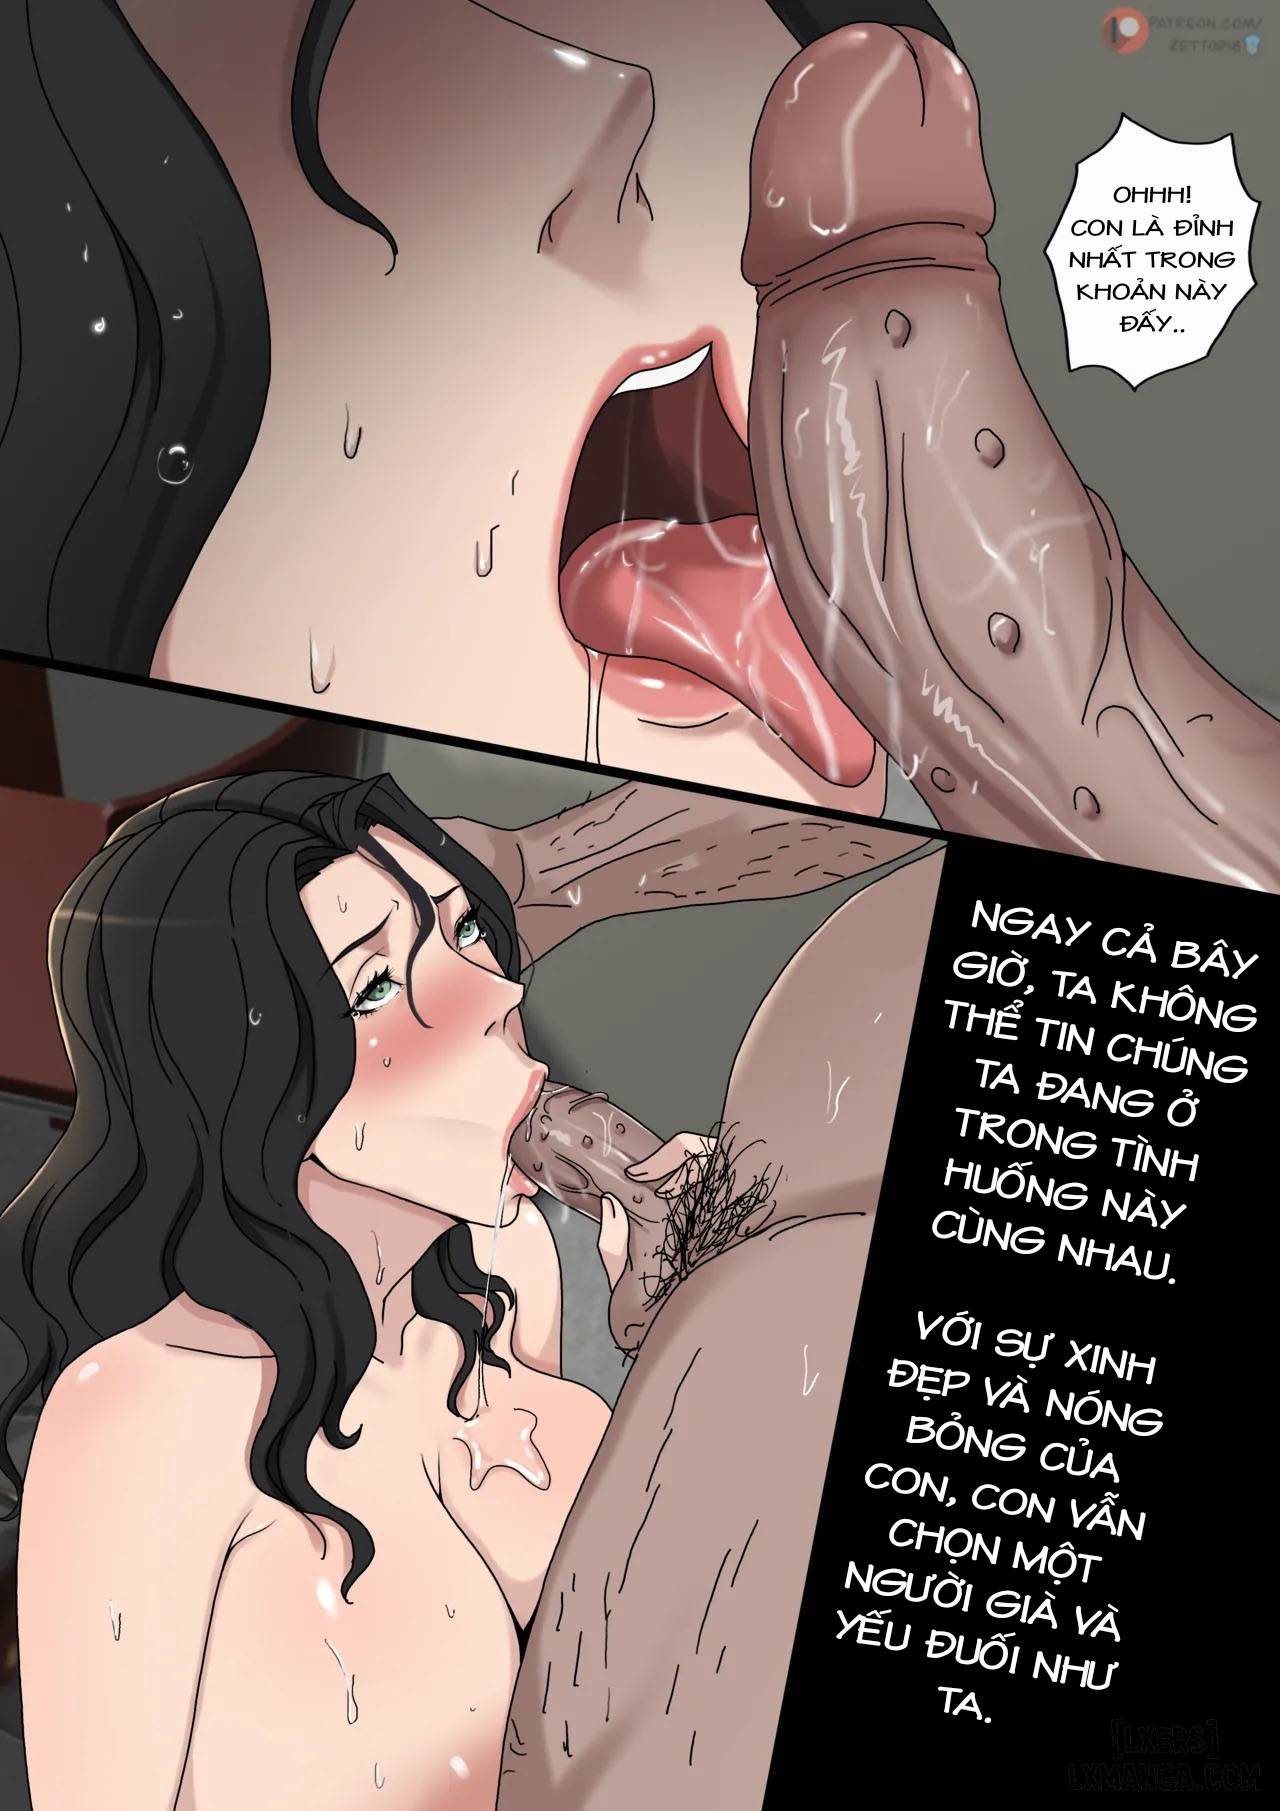 PATREON.COM/
ZETTOP18
OHHH!
CON LÀ ĐỈNH
NHẤT TRONG
KHOẢN NÀY
ĐẤY..
NGAY CẢ BÂY
GIỜ, TA KHÔNG
THỂ TIN CHÚNG
TA ĐANG Ở
TRONG TÌNH
HUỐNG NÀY
CÙNG NHAU.
VỚI SỰ XINH
ĐẸP VÀ NÓNG
BỎNG CỦA
CON, CON VẪN
CHỌN MỘT
NGƯỜI GIÀ VÀ
YẾU ĐUỐI NHƯ
TA.
[LXERS]
LXMANGA.COM